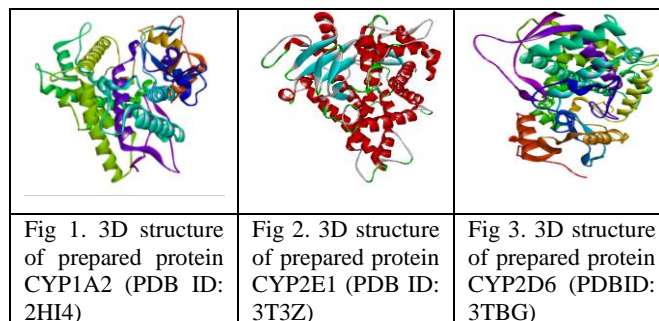 Fig 1. 3D structure
of prepared protein
CYP1A2 (PDB ID:
2HI4)
Fig 2. 3D structure
of prepared protein
CYP2E1 (PDB ID:
3T3Z)
Fig 3. 3D structure
of prepared protein
CYP2D6 (PDBID:
3TBG)